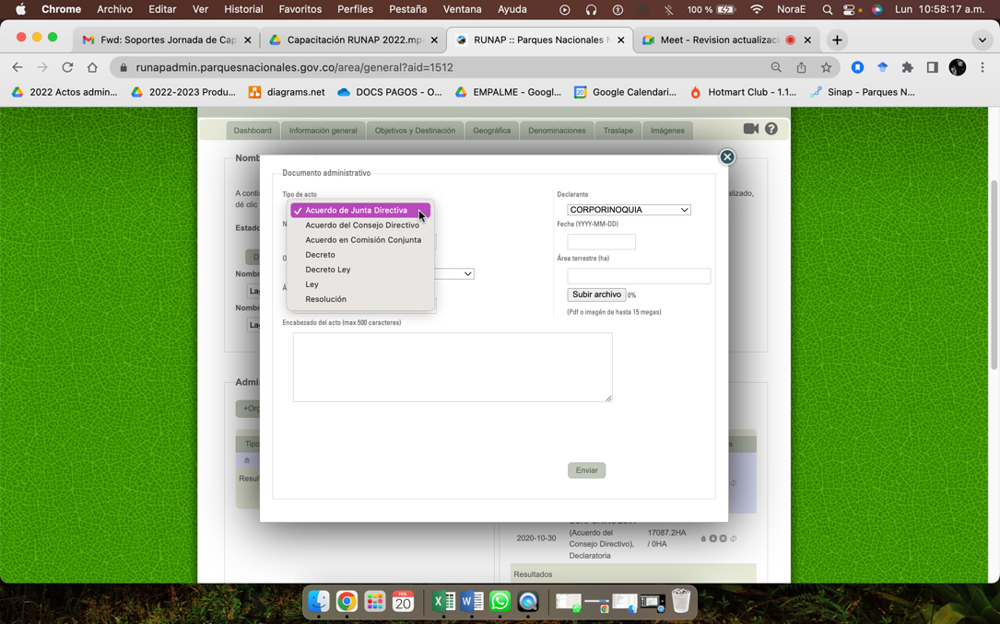 Chrome Archivo Editar Ver Historial Favoritos Perfiles Pestaña Ventana Ayuda 100 % NoraE Lun 10:58:17 a.m.
Fwd: Soportes Jornada de Cap
Capacitación RUNAP 2022.mp
RUNAP :: Parques Nacionales N
Meet - Revision actualizaci
runapadmin.parquesnacionales.gov.co/area/general?aid=1512
2022 Actos admin... 2022-2023 Produ... diagrams.net DOCS PAGOS - O... EMPALME - Googl... Google Calendari... Hotmart Club - 1.1... Sinap - Parques N...
Dashboard Información general Objetivos y Destinación Geográfica Denominaciones Traslape Imágenes
Nomb
A conti
dé clic
alizado,
Estado
D
Nombr
Lag
Nombr
Lag
Documento administrativo
Tipo de acto
Acuerdo de Junta Directiva
Acuerdo del Consejo Directivo
Acuerdo en Comisión Conjunta
Decreto
Decreto Ley
Ley
Resolución
N
O
Á
Declarante
CORPORINOQUIA
Fecha (YYYY-MM-DD)
Área terrestre (ha)
Subir archivo 0%
(Pdf o imagén de hasta 15 megas)
Encabezado del acto (max 500 caracteres)
Enviar
Admi
+Org
Tipo
s
Result
2020-10-30
(Acuerdo del
Consejo Directivo),
Declaratoria
17087.2HA
/ 0HA
Resultados
FEB.
20